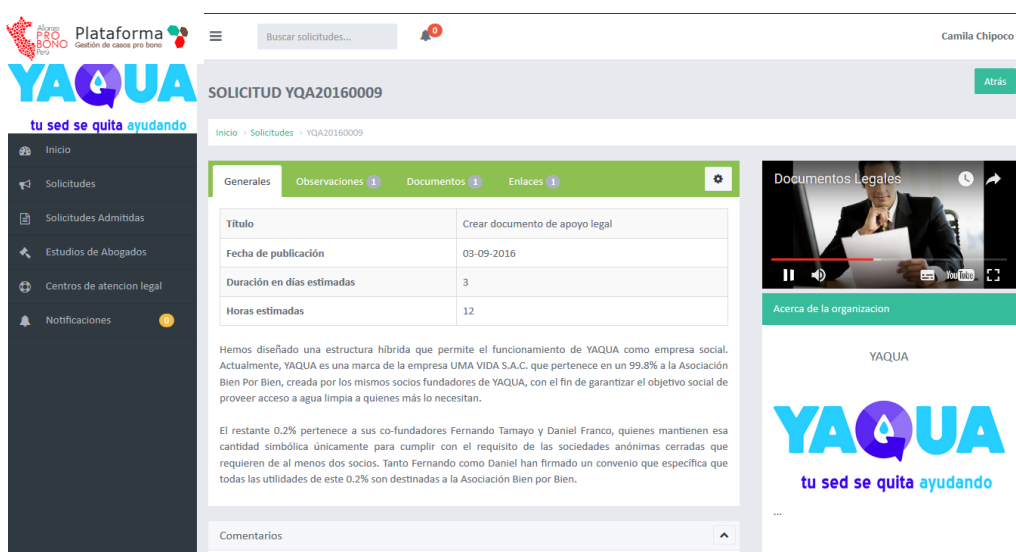 Alianza
PRO
BONO
Perú
Plataforma
Gestión de casos pro bono
Buscar solicitudes...
0
Camila Chipoco
YAQUA
tu sed se quita ayudando
Inicio
Solicitudes
Solicitudes Admitidas
Estudios de Abogados
Centros de atencion legal
Notificaciones 0
SOLICITUD YQA20160009
Atrás
Inicio › Solicitudes › YQA20160009
Generales Observaciones 1 Documentos 1 Enlaces 1
Título Crear documento de apoyo legal
Fecha de publicación 03-09-2016
Duración en días estimadas 3
Horas estimadas 12
Hemos diseñado una estructura híbrida que permite el funcionamiento de YAQUA como empresa social.
Actualmente, YAQUA es una marca de la empresa UMA VIDA S.A.C. que pertenece en un 99.8% a la Asociación
Bien Por Bien, creada por los mismos socios fundadores de YAQUA, con el fin de garantizar el objetivo social de
proveer acceso a agua limpia a quienes más lo necesitan.
El restante 0.2% pertenece a sus co-fundadores Fernando Tamayo y Daniel Franco, quienes mantienen esa
cantidad simbólica únicamente para cumplir con el requisito de las sociedades anónimas cerradas que
requieren de al menos dos socios. Tanto Fernando como Daniel han firmado un convenio que específica que
todas las utilidades de este 0.2% son destinadas a la Asociación Bien por Bien.
Comentarios
Documentos Legales
YouTube
Acerca de la organizacion
YAQUA
YAQUA
tu sed se quita ayudando
...